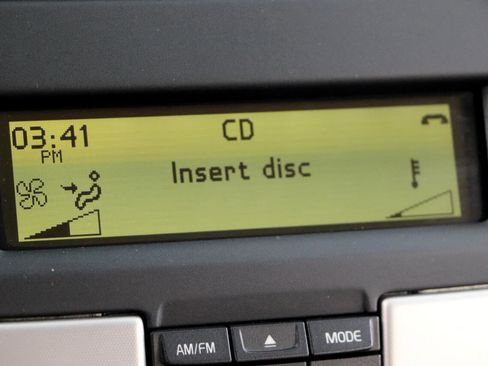 03:41
PM
CD
Insert disc
AM/FM
MODE